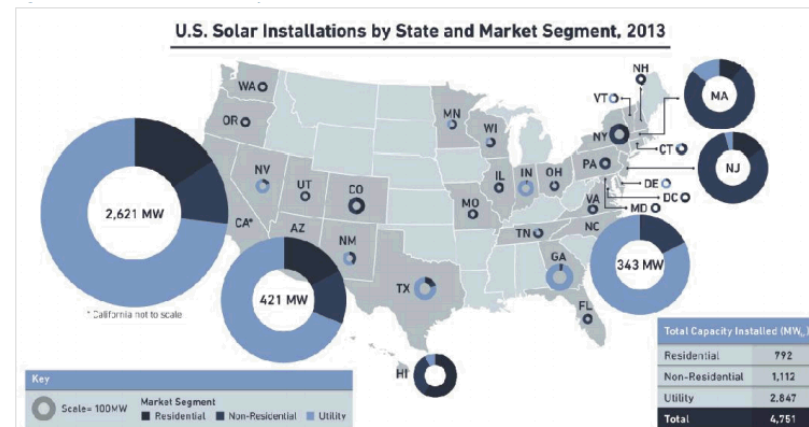 U.S. Solar Installations by State and Market Segment, 2013
WA
OR
NV
UT
CO
CA*
AZ
NM
TX
HI
MN
WI
IL
IN
OH
MO
TN
GA
FL
NC
VA
PA
NY
VT
NH
MA
CT
NJ
DE
DC
MD
2,621 MW
421 MW
343 MW
* California not to scale
Key
Scale= 100MW
Market Segment
Residential
Non-Residential
Utility
Total Capacity Installed (MWdc)
Residential 792
Non-Residential 1,112
Utility 2,847
Total 4,751